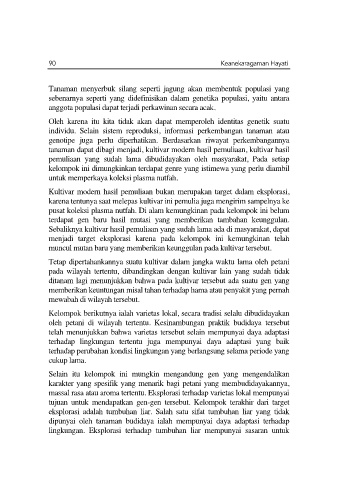 90
Keanekaragaman Hayati
Tanaman menyerbuk silang seperti jagung akan membentuk populasi yang
sebenarnya seperti yang didefinisikan dalam genetika populasi, yaitu antara
anggota populasi dapat terjadi perkawinan secara acak.
Oleh karena itu kita tidak akan dapat memperoleh identitas genetik suatu
individu. Selain sistem reproduksi, informasi perkembangan tanaman atau
genotipe juga perlu diperhatikan. Berdasarkan riwayat perkembangannya
tanaman dapat dibagi menjadi, kultivar modern hasil pemuliaan, kultivar hasil
pemuliaan yang sudah lama dibudidayakan oleh masyarakat, Pada setiap
kelompok ini dimungkinkan terdapat genre yang istimewa yang perlu diambil
untuk memperkaya koleksi plasma nutfah.
Kultivar modern hasil pemuliaan bukan merupakan target dalam eksplorasi,
karena tentunya saat melepas kultivar ini pemulia juga mengirim sampelnya ke
pusat koleksi plasma nutfah. Di alam kemungkinan pada kelompok ini belum
terdapat gen baru hasil mutasi yang memberikan tambahan keunggulan.
Sebaliknya kultivar hasil pemuliaan yang sudah lama ada di masyarakat, dapat
menjadi target eksplorasi karena pada kelompok ini kemungkinan telah
muncul mutan baru yang memberikan keunggulan pada kultivar tersebut.
Tetap dipertahankannya suatu kultivar dalam jangka waktu lama oleh petani
pada wilayah tertentu, dibandingkan dengan kultivar lain yang sudah tidak
ditanam lagi menunjukkan bahwa pada kultivar tersebut ada suatu gen yang
memberikan keuntungan misal tahan terhadap hama atau penyakit yang pernah
mewabah di wilayah tersebut.
Kelompok berikutnya ialah varietas lokal, secara tradisi selalu dibudidayakan
oleh petani di wilayah tertentu. Kesinambungan praktik budidaya tersebut
telah menunjukkan bahwa varietas tersebut selain mempunyai daya adaptasi
terhadap lingkungan tertentu juga mempunyai daya adaptasi yang baik
terhadap perubahan kondisi lingkungan yang berlangsung selama periode yang
cukup lama.
Selain itu kelompok ini mungkin mengandung gen yang mengendalikan
karakter yang spesifik yang menarik bagi petani yang membudidayakannya,
massal rasa atau aroma tertentu. Eksplorasi terhadap varietas lokal mempunyai
tujuan untuk mendapatkan gen-gen tersebut. Kelompok terakhir dari target
eksplorasi adalah tumbuhan liar. Salah satu sifat tumbuhan liar yang tidak
dipunyai oleh tanaman budidaya ialah mempunyai daya adaptasi terhadap
lingkungan. Eksplorasi terhadap tumbuhan liar mempunyai sasaran untuk